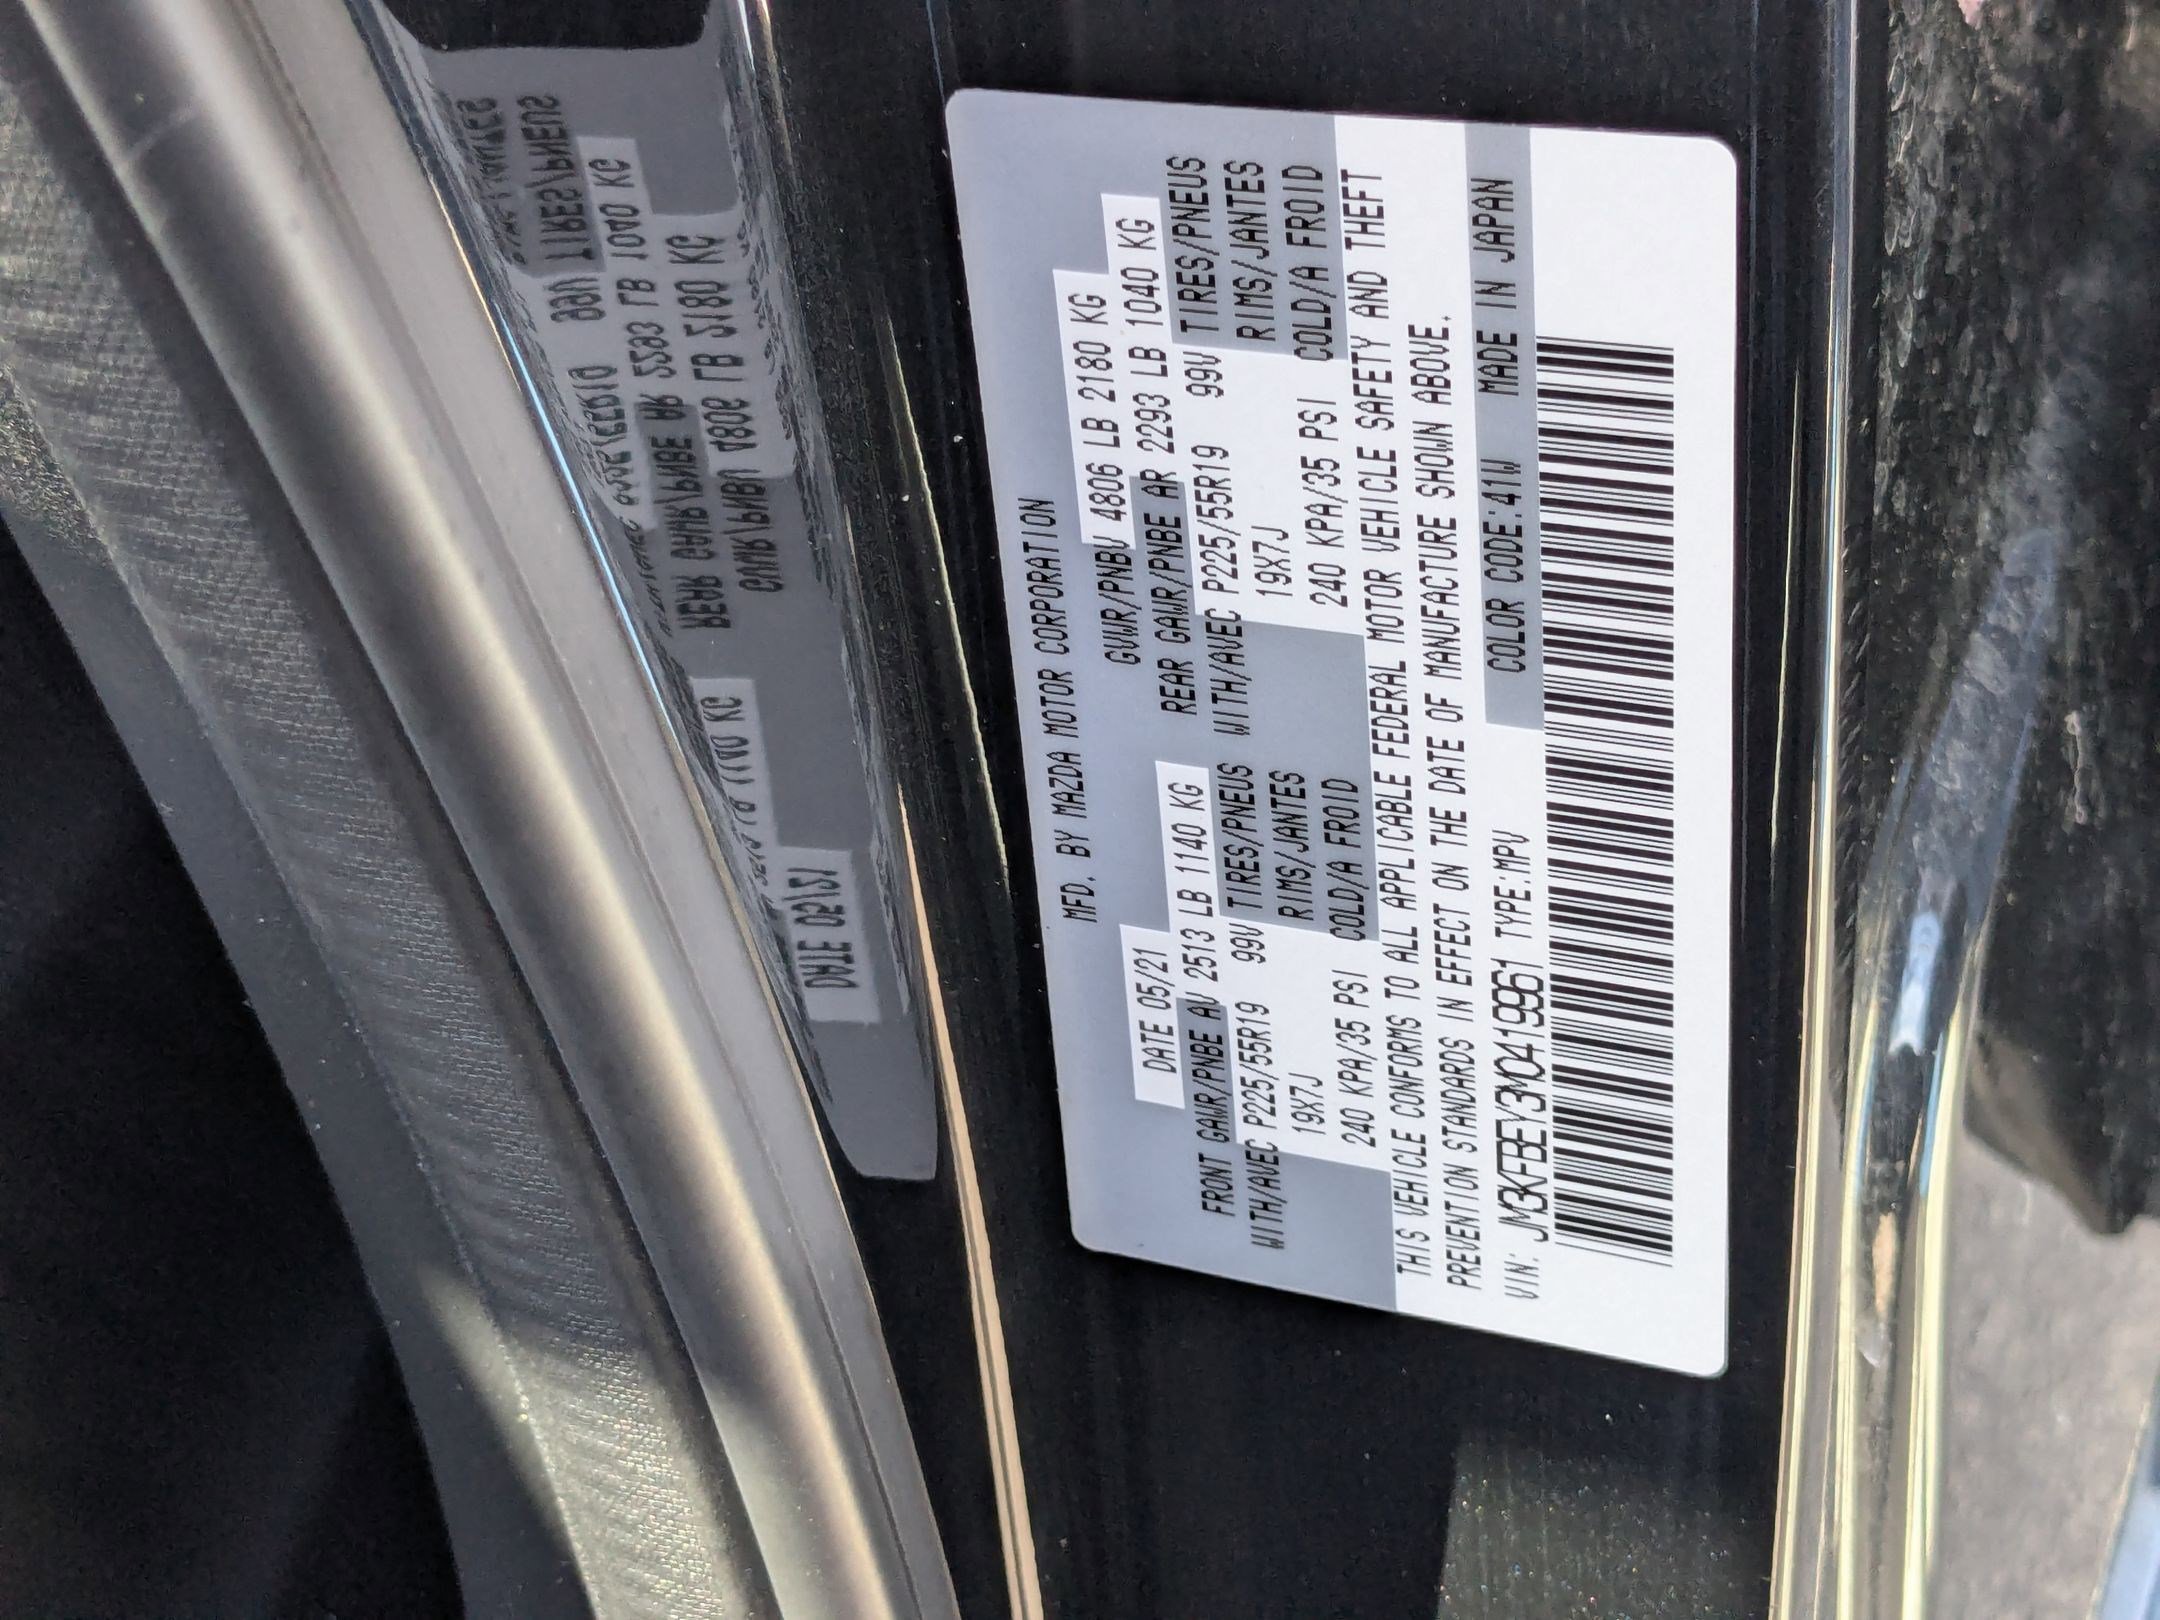 MFD. BY MAZDA MOTOR CORPORATION
DATE 05/21 GVWR/PNBV 4806 LB 2180 KG
FRONT GAWR/PNBE AV 2513 LB 1140 KG REAR GAWR/PNBE AR 2293 LB 1040 KG
WITH/AVEC P225/55R19 99V TIRES/PNEUS WITH/AVEC P225/55R19 99V TIRES/PNEUS
19X7J RIMS/JANTES 19X7J RIMS/JANTES
240 KPA/35 PSI COLD/A FROID 240 KPA/35 PSI COLD/A FROID
THIS VEHICLE CONFORMS TO ALL APPLICABLE FEDERAL MOTOR VEHICLE SAFETY AND THEFT
PREVENTION STANDARDS IN EFFECT ON THE DATE OF MANUFACTURE SHOWN ABOVE.
VIN: JM3KFBEY3M0419961 TYPE:MPV COLOR CODE:41W MADE IN JAPAN